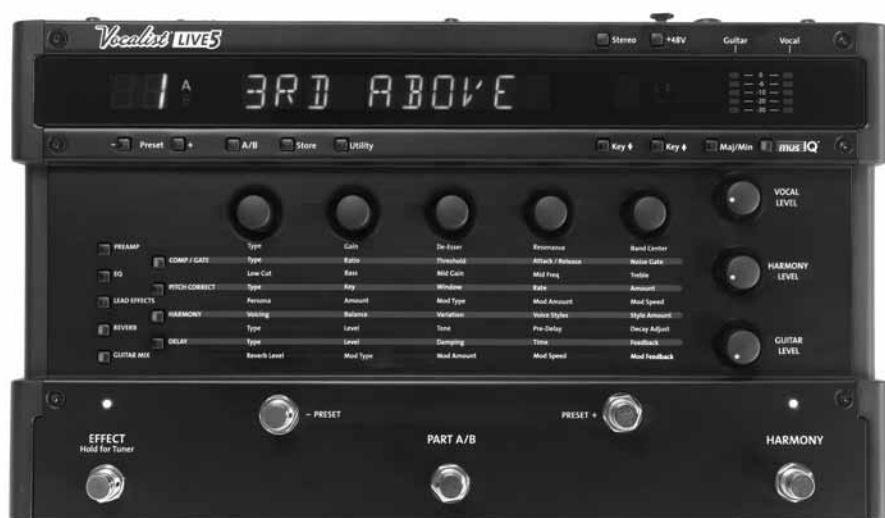 Vocalist LIVE5
Stereo +48V Guitar Vocal
1 A 3RD ABOVE
0
-6
-10
-20
-30
- Preset + A/B Store Utility Key Key Maj/Min musIQ
VOCAL
LEVEL
PREAMP Type Gain De-Esser Resonance Band Center
COMP / GATE Type Ratio Threshold Attack / Release Noise Gate
EQ Low Cut Bass Mid Gain Mid Freq Treble
PITCH CORRECT Type Key Window Rate Amount
LEAD EFFECTS Persona Amount Mod Type Mod Amount Mod Speed
HARMONY Voicing Balance Variation Voice Styles Style Amount
REVERB Type Level Tone Pre-Delay Decay Adjust
DELAY Type Level Damping Time Feedback
GUITAR MIX Reverb Level Mod Type Mod Amount Mod Speed Mod Feedback
HARMONY
LEVEL
GUITAR
LEVEL
- PRESET PRESET +
EFFECT PART A/B HARMONY
Hold for Tuner